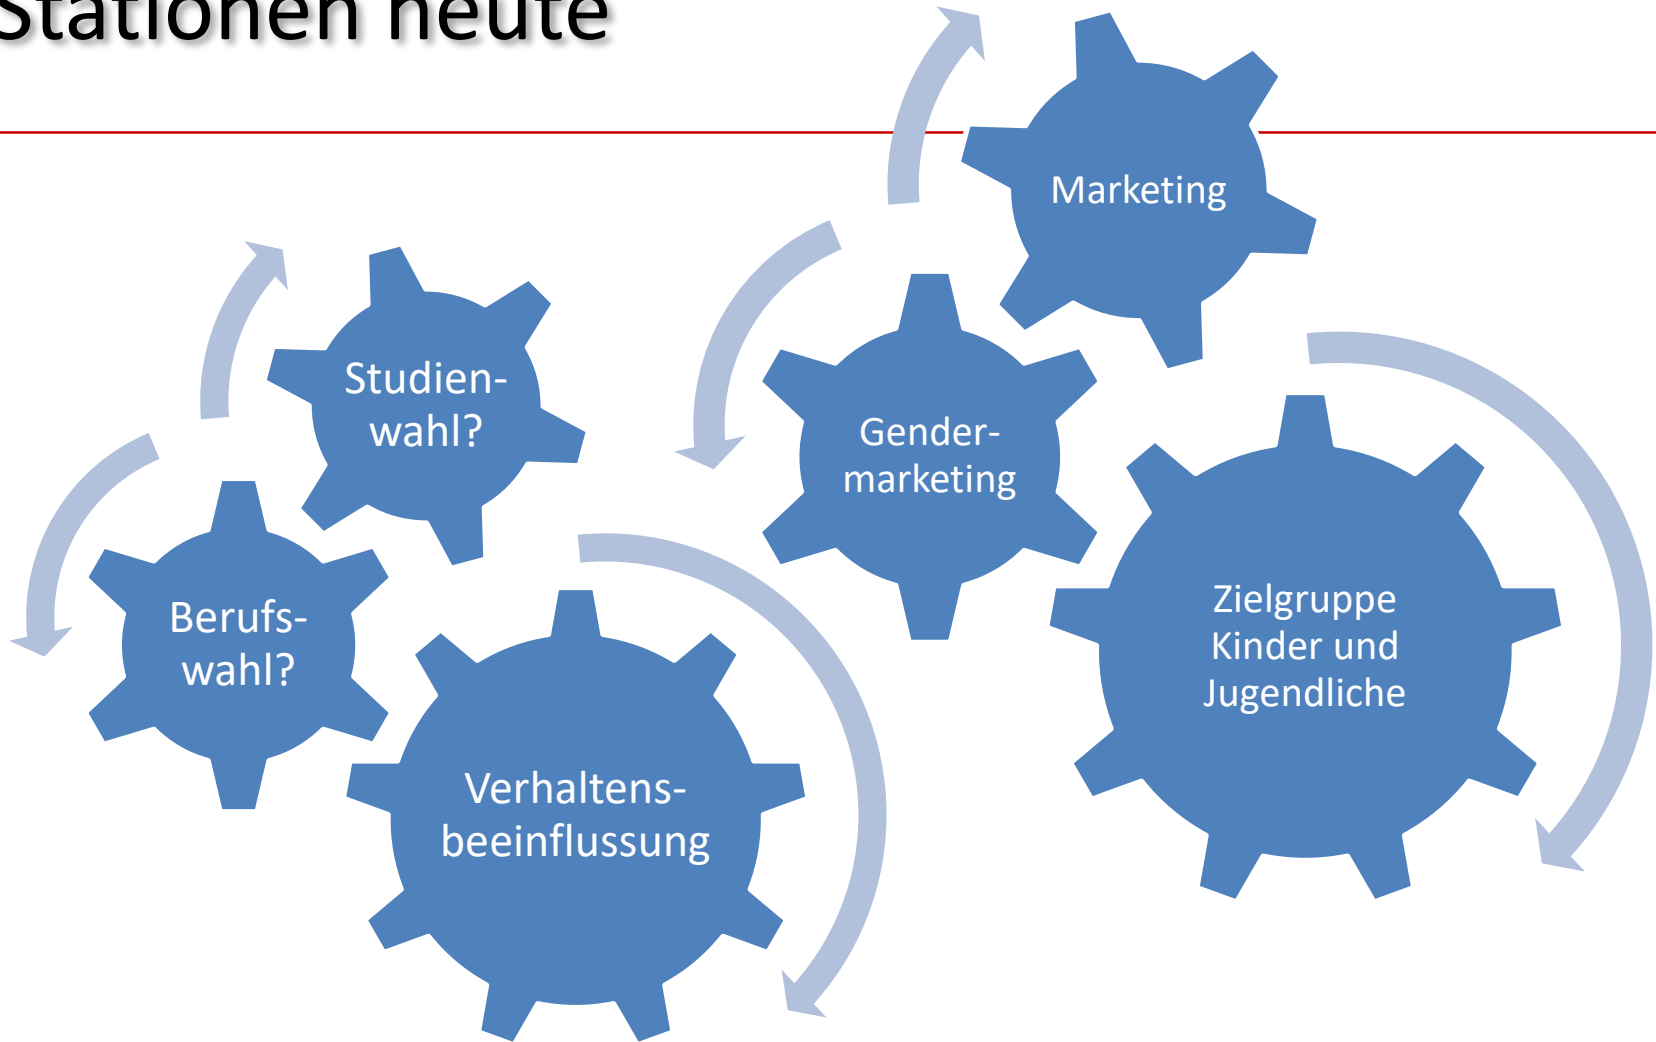 Stationen heute
Marketing
Gender-
marketing
Zielgruppe
Kinder und
Jugendliche
Studien-
wahl?
Berufs-
wahl?
Verhaltens-
beeinflussung